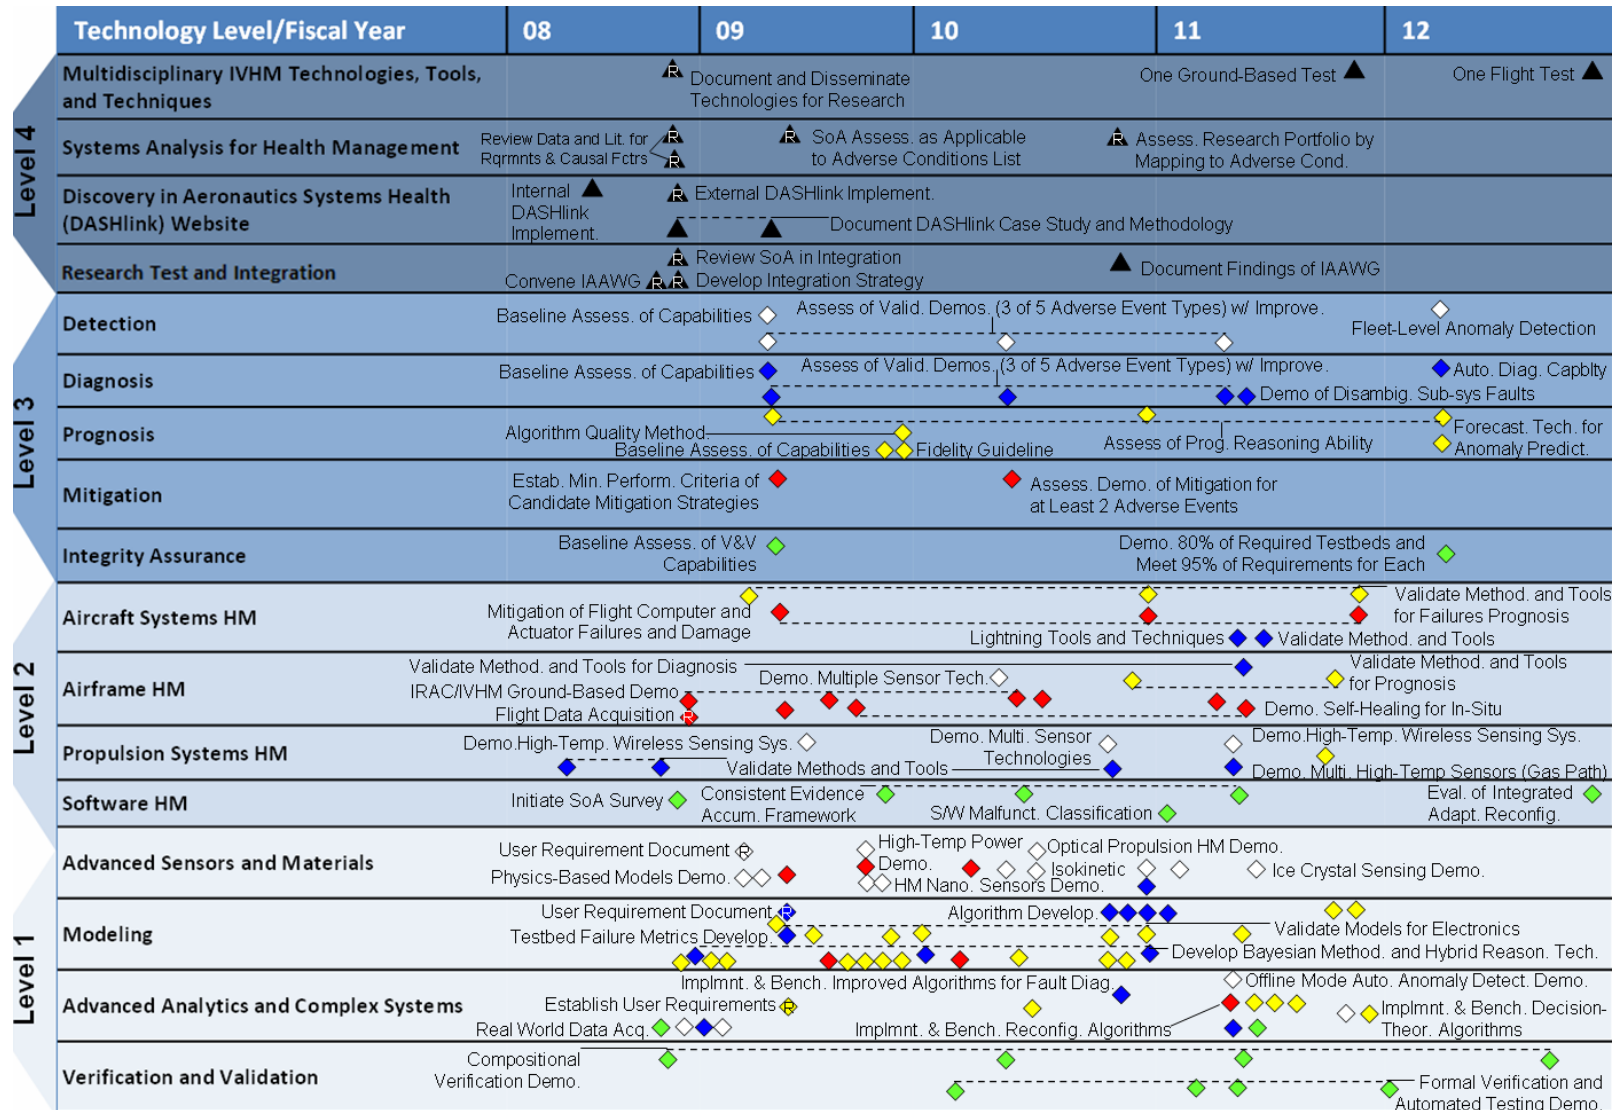 Technology Level/Fiscal Year 08 09 10 11 12
Level 4
Multidisciplinary IVHM Technologies, Tools,
and Techniques
R
Document and Disseminate
Technologies for Research
One Ground-Based Test
One Flight Test
Systems Analysis for Health Management
Review Data and Lit. for
Rqrmnts & Causal Fctrs
R
R
R
SoA Assess. as Applicable
to Adverse Conditions List
R
Assess. Research Portfolio by
Mapping to Adverse Cond.
Discovery in Aeronautics Systems Health
(DASHlink) Website
Internal
DASHlink
Implement.
R
External DASHlink Implement.
Document DASHlink Case Study and Methodology
Research Test and Integration
R
Review SoA in Integration
Convene IAAWG
R
R
Develop Integration Strategy
Document Findings of IAAWG
Level 3
Detection
Baseline Assess. of Capabilities
Assess of Valid. Demos. (3 of 5 Adverse Event Types) w/ Improve.
Fleet-Level Anomaly Detection
Diagnosis
Baseline Assess. of Capabilities
Assess of Valid. Demos. (3 of 5 Adverse Event Types) w/ Improve.
Auto. Diag. Capblty
Demo of Disambig. Sub-sys Faults
Prognosis
Algorithm Quality Method.
Baseline Assess. of Capabilities
Fidelity Guideline
Assess of Prog. Reasoning Ability
Forecast. Tech. for
Anomaly Predict.
Mitigation
Estab. Min. Perform. Criteria of
Candidate Mitigation Strategies
Assess. Demo. of Mitigation for
at Least 2 Adverse Events
Integrity Assurance
Baseline Assess. of V&V
Capabilities
Demo. 80% of Required Testbeds and
Meet 95% of Requirements for Each
Level 2
Aircraft Systems HM
Mitigation of Flight Computer and
Actuator Failures and Damage
Validate Method. and Tools
for Failures Prognosis
Lightning Tools and Techniques
Validate Method. and Tools
Airframe HM
Validate Method. and Tools for Diagnosis
IRAC/IVHM Ground-Based Demo
Flight Data Acquisition
R
Demo. Multiple Sensor Tech.
Validate Method. and Tools
for Prognosis
Demo. Self-Healing for In-Situ
Propulsion Systems HM
Demo.High-Temp. Wireless Sensing Sys.
Validate Methods and Tools
Demo. Multi. Sensor
Technologies
Demo.High-Temp. Wireless Sensing Sys.
Demo. Multi. High-Temp Sensors (Gas Path)
Software HM
Initiate SoA Survey
Consistent Evidence
Accum. Framework
S/W Malfunct. Classification
Eval. of Integrated
Adapt. Reconfig.
Level 1
Advanced Sensors and Materials
User Requirement Document
R
Physics-Based Models Demo.
High-Temp Power
Demo.
HM Nano. Sensors Demo.
Optical Propulsion HM Demo.
Isokinetic
Ice Crystal Sensing Demo.
Modeling
User Requirement Document
R
Testbed Failure Metrics Develop.
Algorithm Develop.
Validate Models for Electronics
Develop Bayesian Method. and Hybrid Reason. Tech.
Advanced Analytics and Complex Systems
Implmnt. & Bench. Improved Algorithms for Fault Diag.
Establish User Requirements
R
Real World Data Acq.
Implmnt. & Bench. Reconfig. Algorithms
Offline Mode Auto. Anomaly Detect. Demo.
Implmnt. & Bench. Decision-
Theor. Algorithms
Verification and Validation
Compositional
Verification Demo.
Formal Verification and
Automated Testing Demo.